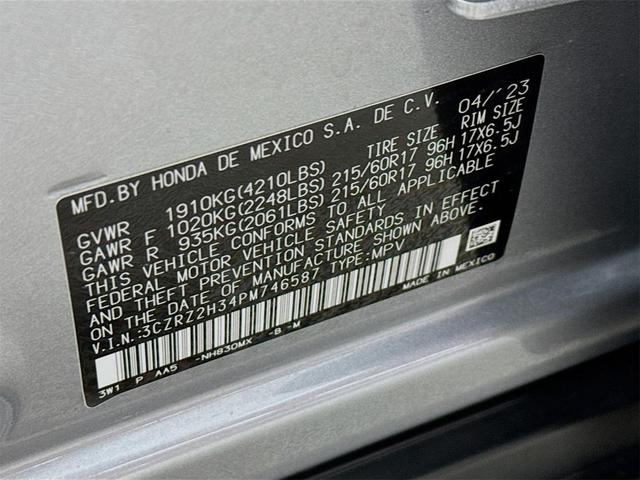 MFD.BY HONDA DE MEXICO S.A. DE C.V. 04/'23
TIRE SIZE RIM SIZE
GVWR 1910KG(4210LBS)
GAWR F 1020KG(2248LBS) 215/60R17 96H 17X6.5J
GAWR R 935KG(2061LBS) 215/60R17 96H 17X6.5J
THIS VEHICLE CONFORMS TO ALL APPLICABLE
FEDERAL MOTOR VEHICLE SAFETY
AND THEFT PREVENTION STANDARDS IN EFFECT
ON THE DATE OF MANUFACTURE SHOWN ABOVE.
V.I.N.:3CZRZ2H34PM746587 TYPE:MPV
MADE IN MEXICO
3W1 P AA5 -NH830MX -B -M